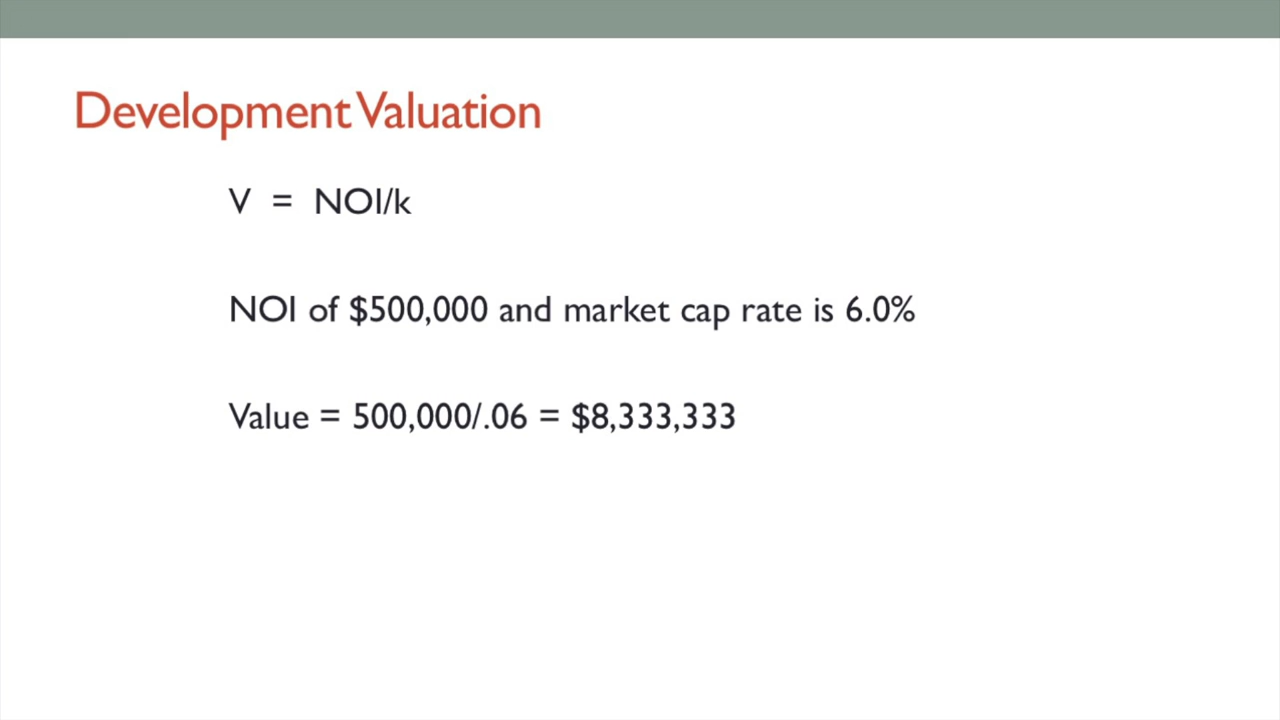 Development Valuation
V = NOI/k
NOI of $500,000 and market cap rate is 6.0%
Value = 500,000/.06 = $8,333,333